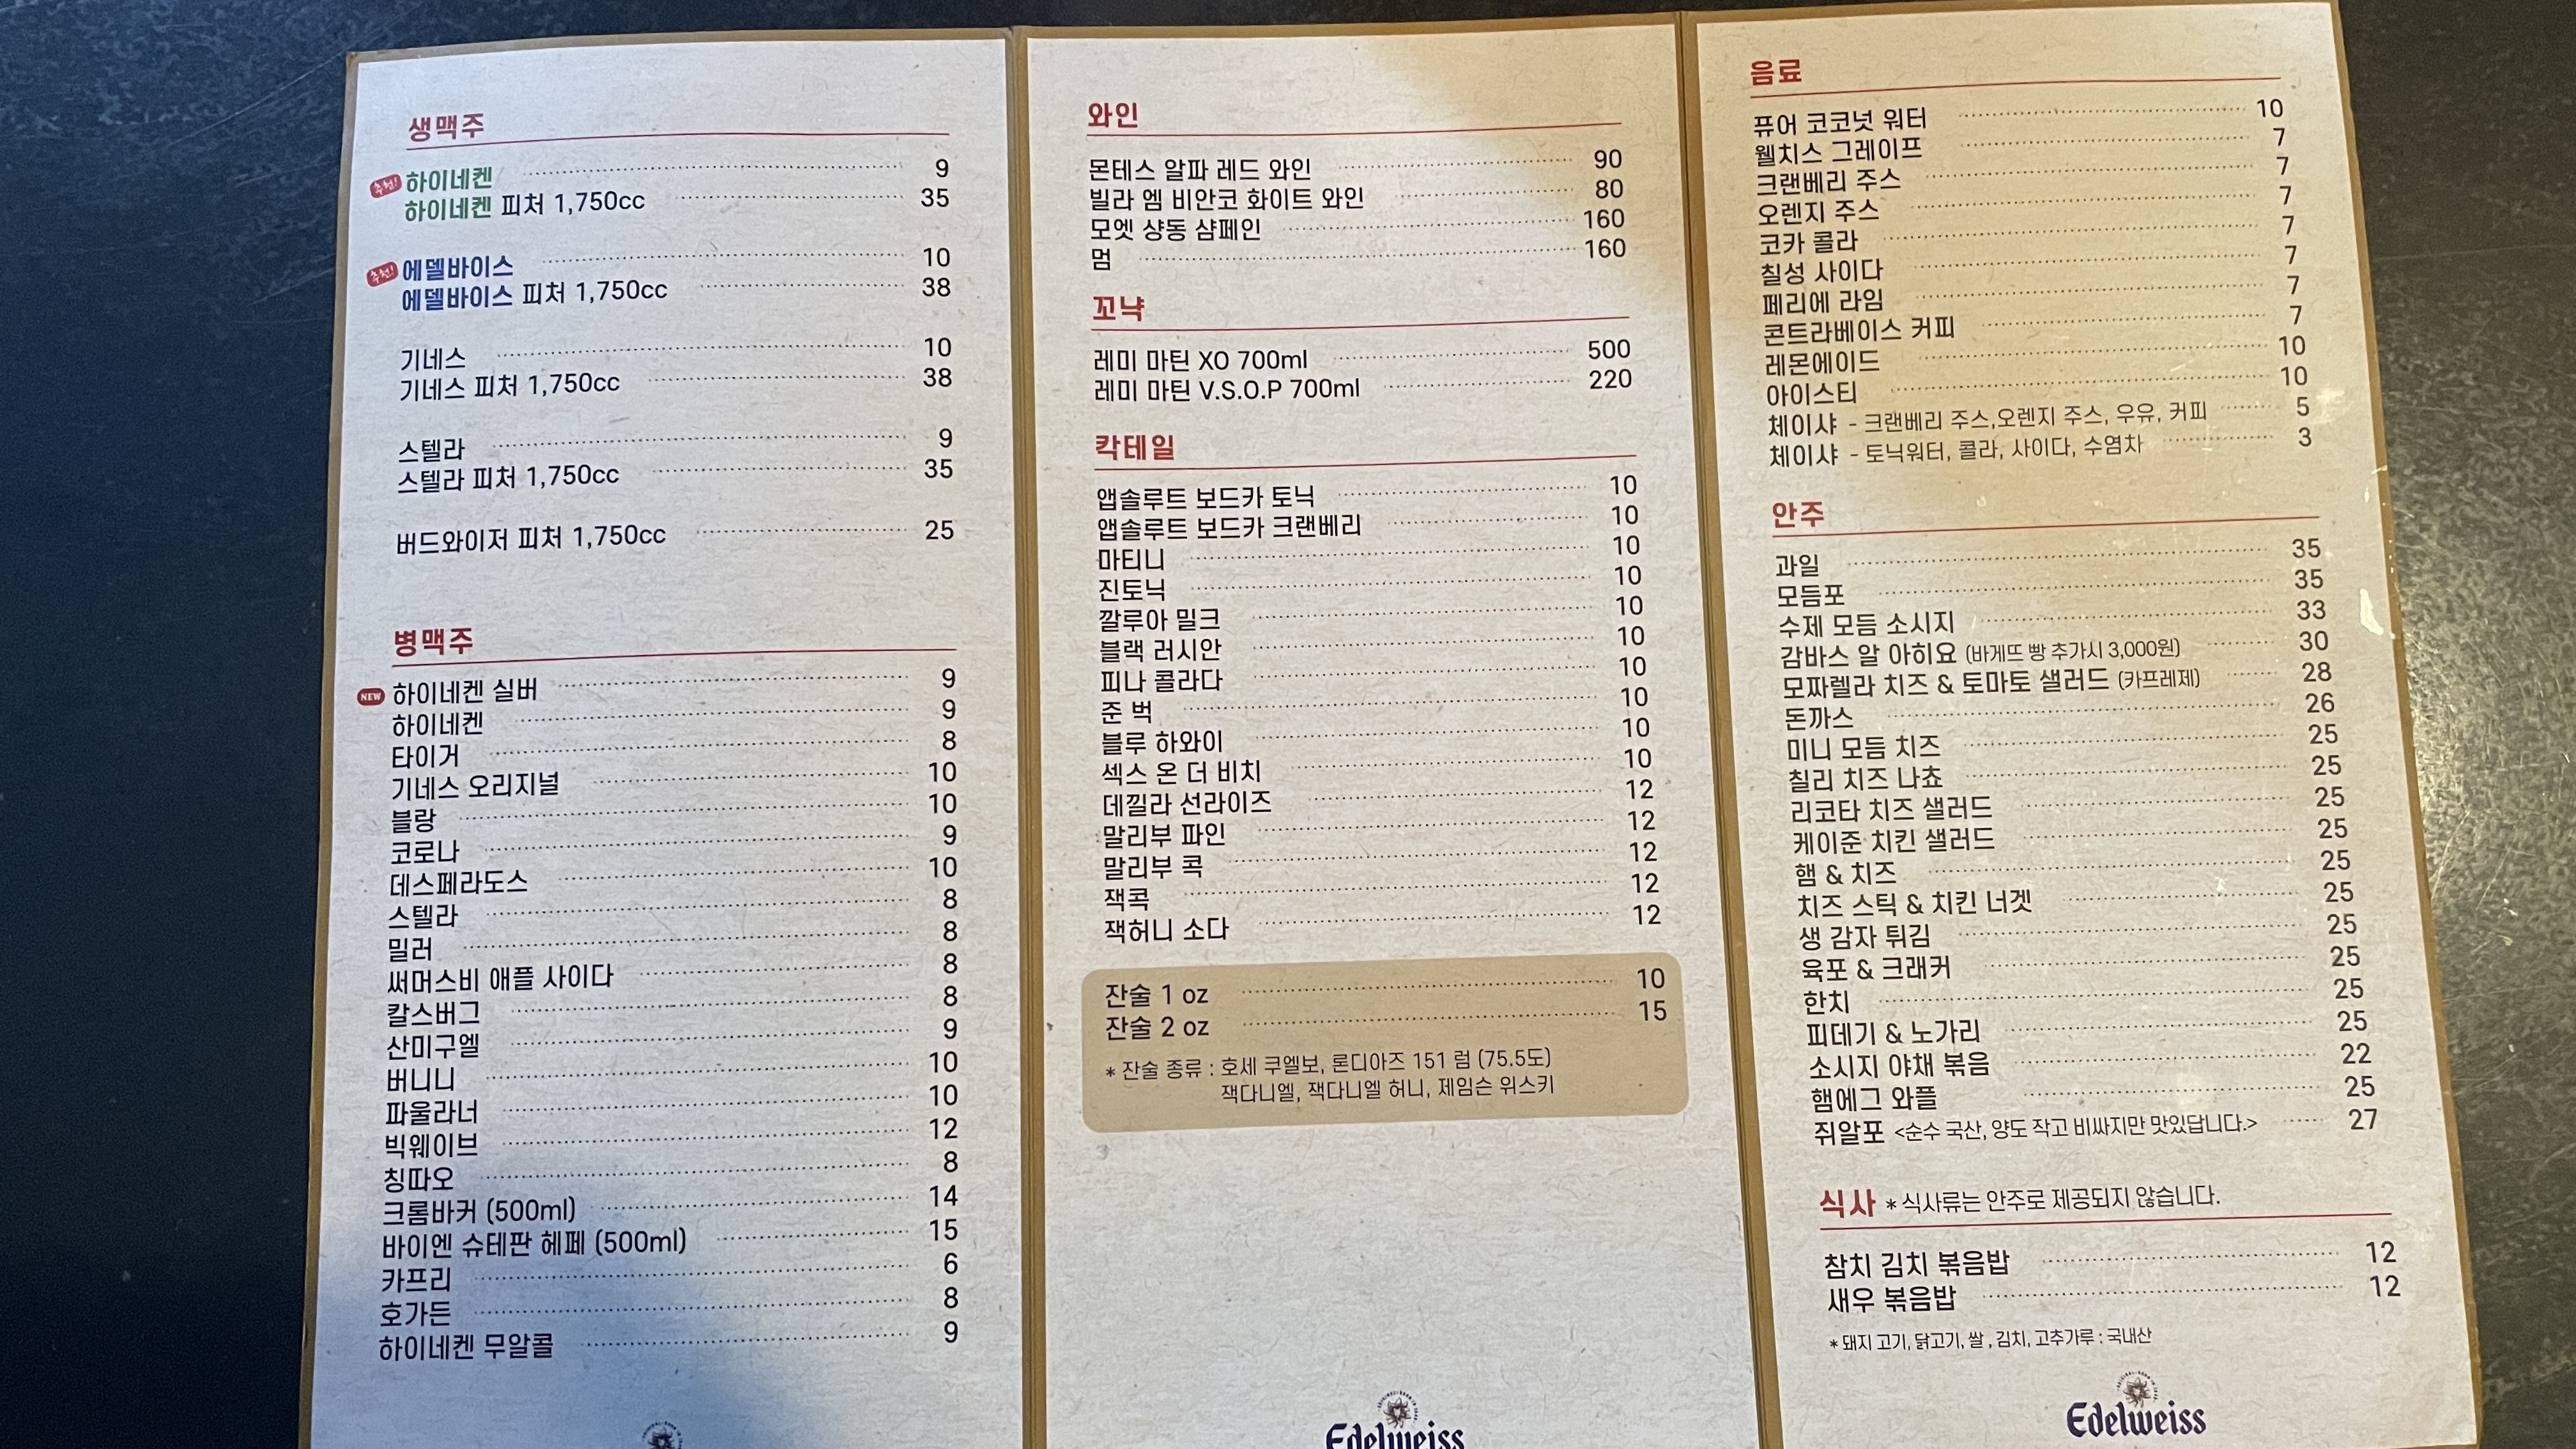 생맥주
추천! 하이네켄 9
하이네켄 피처 1,750cc 35
추천! 에델바이스 10
에델바이스 피처 1,750cc 38
기네스 10
기네스 피처 1,750cc 38
스텔라 9
스텔라 피처 1,750cc 35
버드와이저 피처 1,750cc 25
병맥주
NEW 하이네켄 실버 9
하이네켄 9
타이거 8
기네스 오리지널 10
블랑 10
코로나 9
데스페라도스 10
스텔라 8
밀러 8
써머스비 애플 사이다 8
칼스버그 8
산미구엘 9
버니니 10
파울라너 10
빅웨이브 12
칭따오 8
크롬바커 (500ml) 14
바이엔 슈테판 헤페 (500ml) 15
카프리 6
호가든 8
하이네켄 무알콜 9
와인
몬테스 알파 레드 와인 90
빌라 엠 비안코 화이트 와인 80
모엣 샹동 샴페인 160
멈 160
꼬냑
레미 마틴 XO 700ml 500
레미 마틴 V.S.O.P 700ml 220
칵테일
앱솔루트 보드카 토닉 10
앱솔루트 보드카 크랜베리 10
마티니 10
진토닉 10
깔루아 밀크 10
블랙 러시안 10
피나 콜라다 10
준 벅 10
블루 하와이 10
섹스 온 더 비치 10
데낄라 선라이즈 12
말리부 파인 12
말리부 콕 12
잭콕 12
잭허니 소다 12
잔술 1 oz 10
잔술 2 oz 15
* 잔술 종류 : 호세 쿠엘보, 론디아즈 151 럼 (75.5도)
잭다니엘, 잭다니엘 허니, 제임슨 위스키
Edelweiss
음료
퓨어 코코넛 워터 10
웰치스 그레이프 7
크랜베리 주스 7
오렌지 주스 7
코카 콜라 7
칠성 사이다 7
페리에 라임 7
콘트라베이스 커피 7
레몬에이드 10
아이스티 10
체이샤 - 크랜베리 주스,오렌지 주스, 우유, 커피 5
체이샤 - 토닉워터, 콜라, 사이다, 수염차 3
안주
과일 35
모듬포 35
수제 모듬 소시지 33
감바스 알 아히요 (바게뜨 빵 추가시 3,000원) 30
모짜렐라 치즈 & 토마토 샐러드 (카프레제) 28
돈까스 26
미니 모듬 치즈 25
칠리 치즈 나쵸 25
리코타 치즈 샐러드 25
케이준 치킨 샐러드 25
햄 & 치즈 25
치즈 스틱 & 치킨 너겟 25
생 감자 튀김 25
육포 & 크래커 25
한치 25
피데기 & 노가리 25
소시지 야채 볶음 22
햄에그 와플 25
쥐알포 <순수 국산, 양도 작고 비싸지만 맛있답니다.> 27
식사 * 식사류는 안주로 제공되지 않습니다.
참치 김치 볶음밥 12
새우 볶음밥 12
* 돼지 고기, 닭고기, 쌀 , 김치, 고추가루 : 국내산
Edelweiss